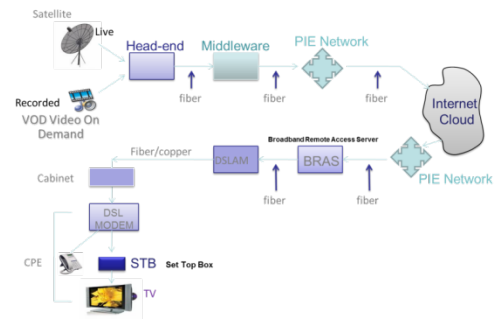 Satellite
Live
Head-end
Middleware
PIE Network
Recorded
VOD Video On
Demand
fiber
fiber
fiber
Internet
Cloud
Broadband Remote Access Server
Fiber/copper
DSLAM
BRAS
PIE Network
Cabinet
fiber
fiber
DSL
MODEM
CPE
STB
Set Top Box
TV